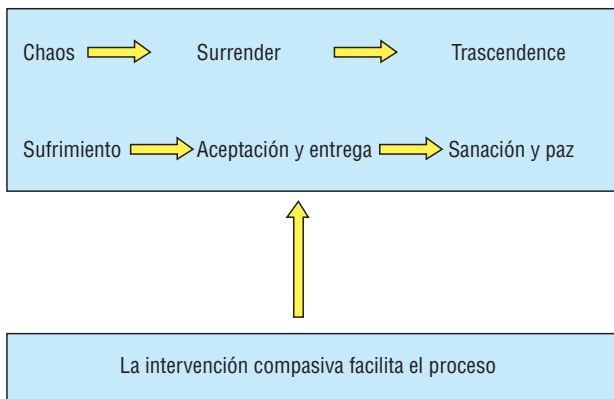 Chaos Surrender Trascendence
Sufrimiento Aceptación y entrega Sanación y paz
La intervención compasiva facilita el proceso